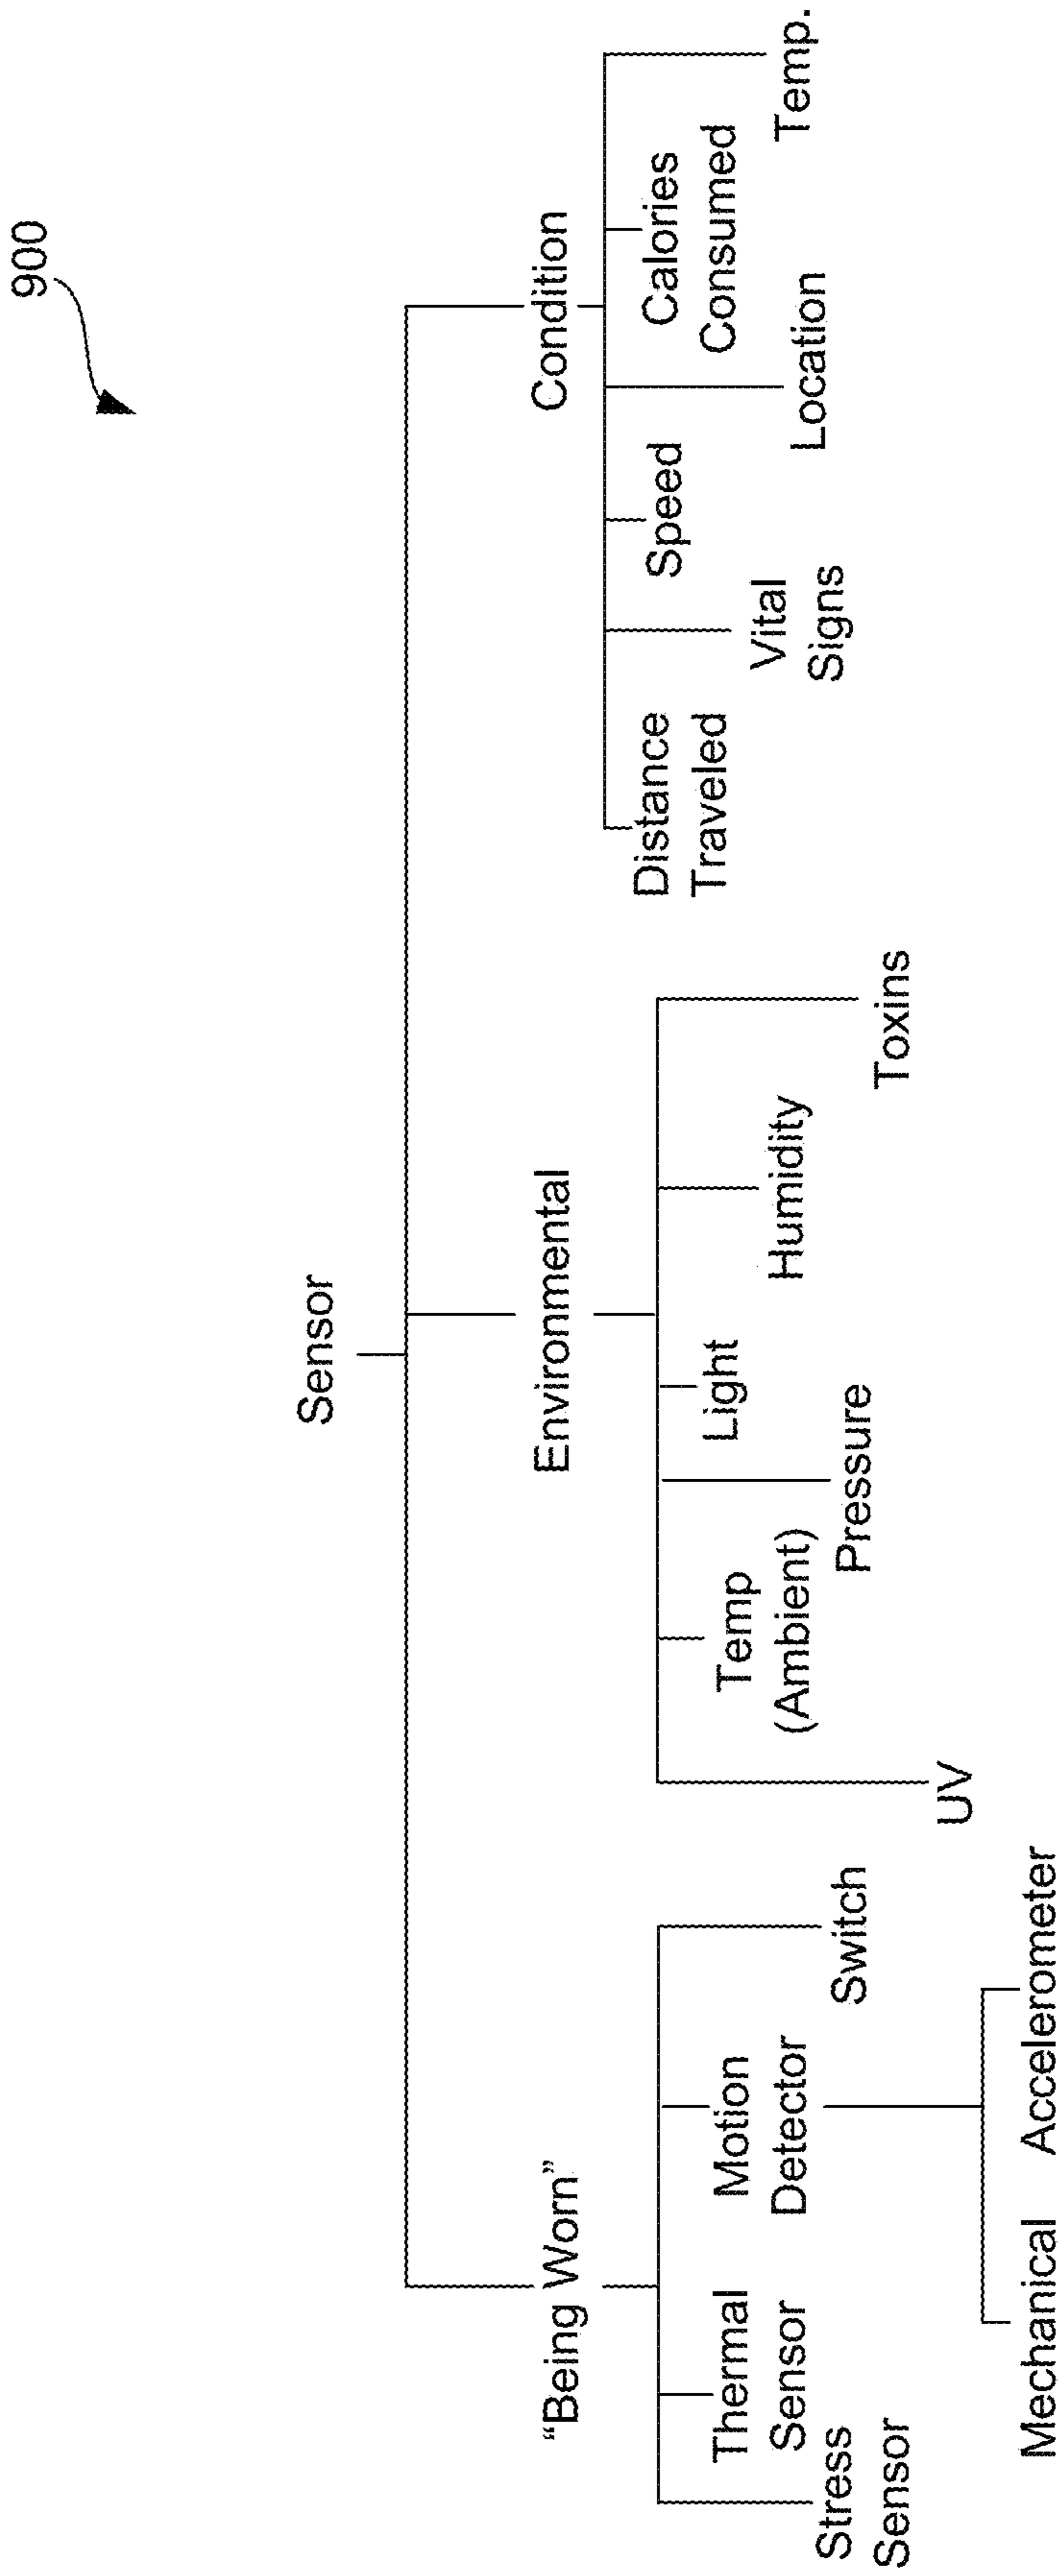 900
Sensor
“Being Worn”
Environmental
Condition
Stress
Sensor
Thermal
Sensor
Motion
Detector
Switch
Mechanical
Accelerometer
UV
Temp
(Ambient)
Pressure
Light
Humidity
Toxins
Distance
Traveled
Vital
Signs
Speed
Location
Calories
Consumed
Temp.